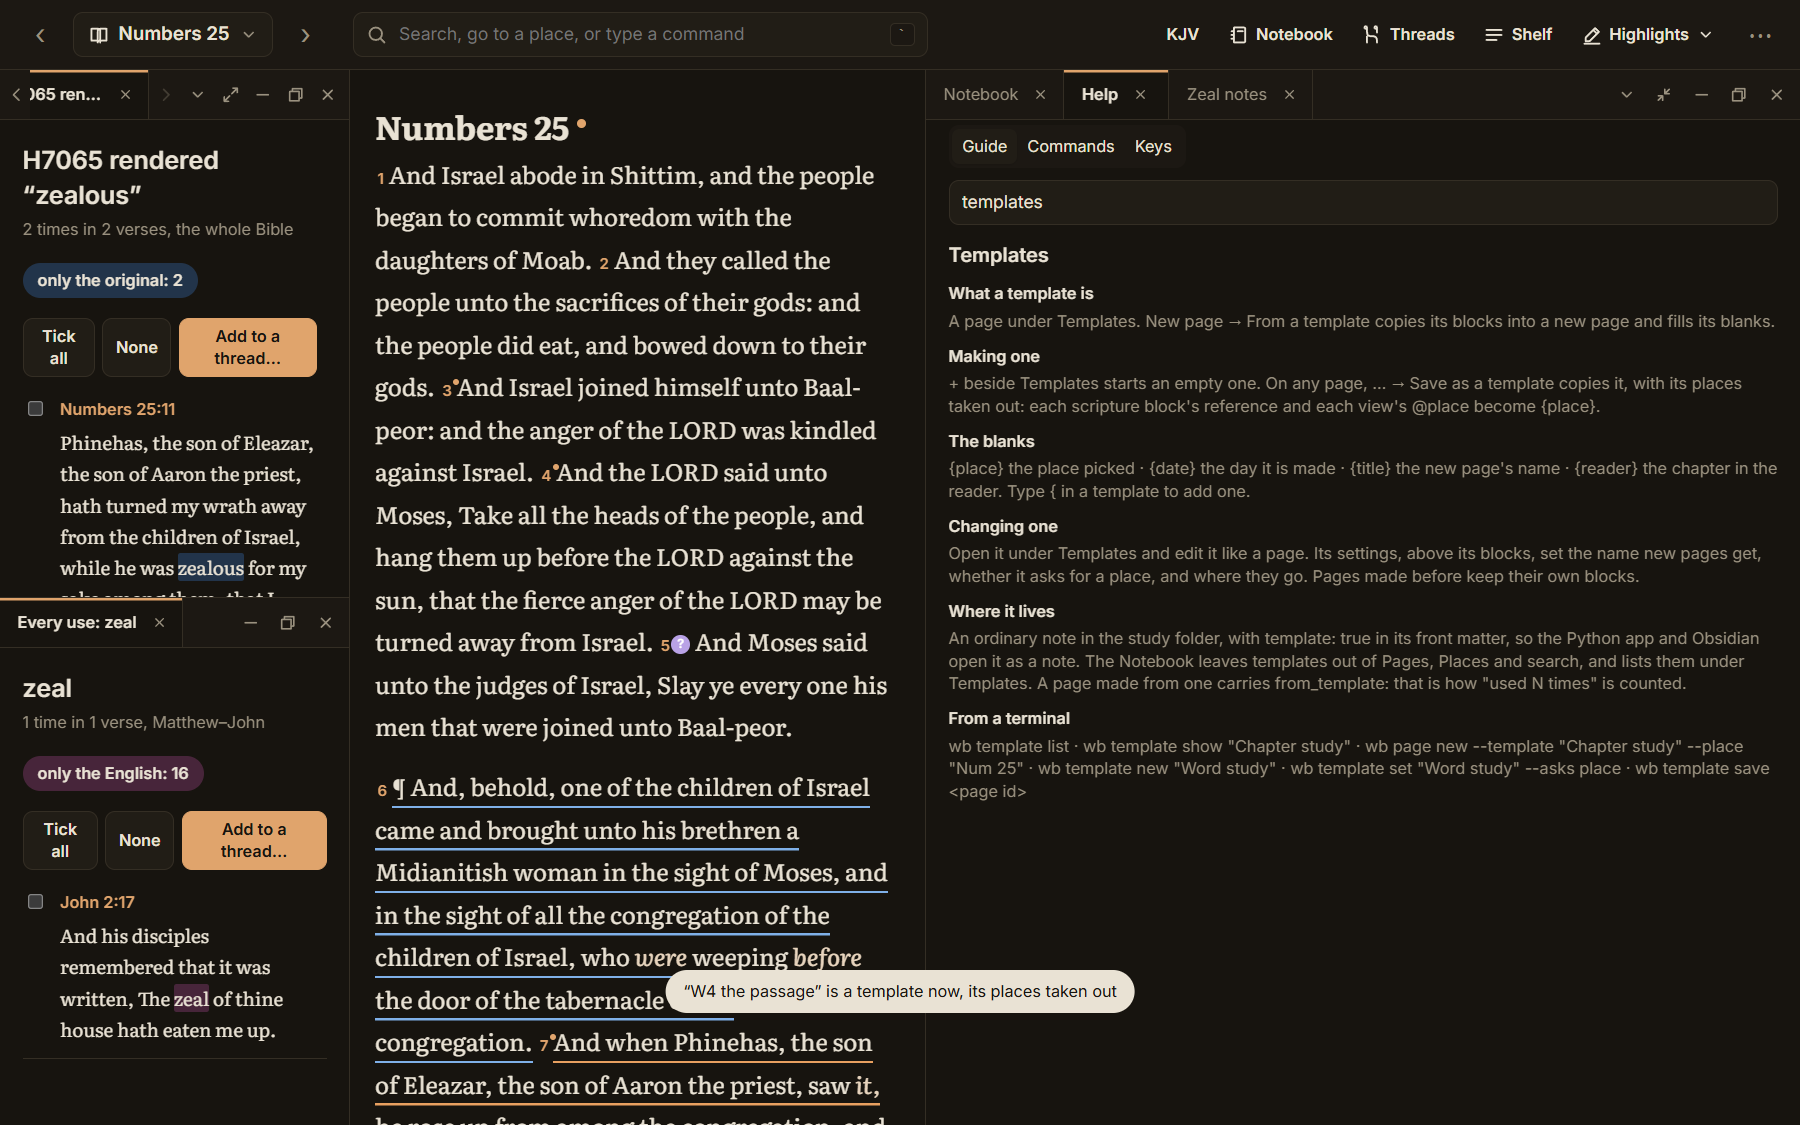 Numbers 25
Search, go to a place, or type a command
`
KJV
Notebook
Threads
Shelf
Highlights
065 ren...
H7065 rendered
“zealous”
2 times in 2 verses, the whole Bible
only the original: 2
Tick
all
None
Add to a
thread...
Numbers 25:11
Phinehas, the son of Eleazar,
the son of Aaron the priest,
hath turned my wrath away
from the children of Israel,
while he was zealous for my
Every use: zeal
zeal
1 time in 1 verse, Matthew–John
only the English: 16
Tick
all
None
Add to a
thread...
John 2:17
And his disciples
remembered that it was
written, The zeal of thine
house hath eaten me up.
Numbers 25
1 And Israel abode in Shittim, and the people
began to commit whoredom with the
daughters of Moab. 2 And they called the
people unto the sacrifices of their gods: and
the people did eat, and bowed down to their
gods. 3 And Israel joined himself unto Baal-
peor: and the anger of the LORD was kindled
against Israel. 4 And the LORD said unto
Moses, Take all the heads of the people, and
hang them up before the LORD against the
sun, that the fierce anger of the LORD may be
turned away from Israel. 5 ? And Moses said
unto the judges of Israel, Slay ye every one his
men that were joined unto Baal-peor.
6 ¶ And, behold, one of the children of Israel
came and brought unto his brethren a
Midianitish woman in the sight of Moses, and
in the sight of all the congregation of the
children of Israel, who were weeping before
the door of the tabernacle
congregation. 7 And when Phinehas, the son
of Eleazar, the son of Aaron the priest, saw it,
he rose up from among the congregation, and
“W4 the passage” is a template now, its places taken out
Notebook
Help
Zeal notes
Guide
Commands
Keys
templates
Templates
What a template is
A page under Templates. New page → From a template copies its blocks into a new page and fills its blanks.
Making one
+ beside Templates starts an empty one. On any page, ... → Save as a template copies it, with its places
taken out: each scripture block's reference and each view's @place become {place}.
The blanks
{place} the place picked · {date} the day it is made · {title} the new page's name · {reader} the chapter in the
reader. Type { in a template to add one.
Changing one
Open it under Templates and edit it like a page. Its settings, above its blocks, set the name new pages get,
whether it asks for a place, and where they go. Pages made before keep their own blocks.
Where it lives
An ordinary note in the study folder, with template: true in its front matter, so the Python app and Obsidian
open it as a note. The Notebook leaves templates out of Pages, Places and search, and lists them under
Templates. A page made from one carries from_template: that is how "used N times" is counted.
From a terminal
wb template list · wb template show "Chapter study" · wb page new --template "Chapter study" --place
"Num 25" · wb template new "Word study" · wb template set "Word study" --asks place · wb template save
<page id>